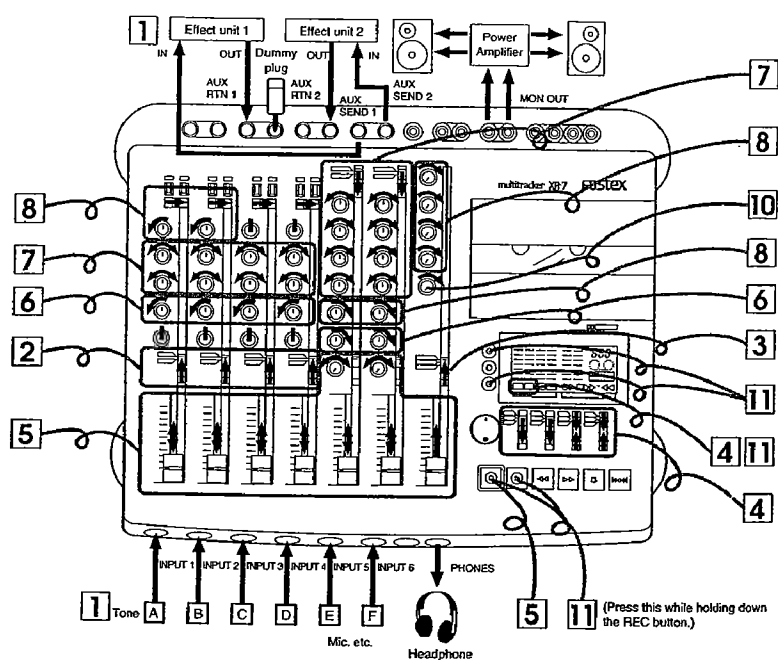 1
Effect unit 1
Effect unit 2
IN
OUT
Dummy plug
OUT
IN
Power Amplifier
AUX RTN 1
AUX RTN 2
AUX SEND 1
AUX SEND 2
MON OUT
7
8
multitracker XR-7 FOSTEX
8
10
7
8
6
6
2
3
11
5
4 11
4
INPUT 1 INPUT 2 INPUT 3 INPUT 4 INPUT 5 INPUT 6
PHONES
1 Tone A B C D E F
Mic. etc.
Headphone
5
11 (Press this while holding down the REC button.)